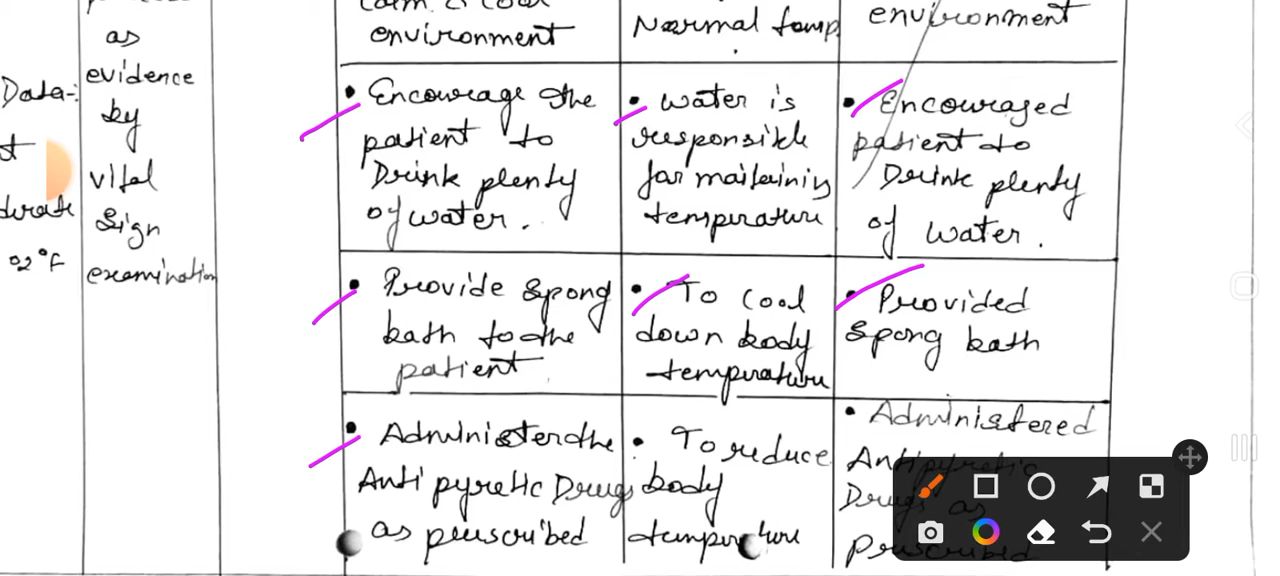 as
evidence
by
vital
sign
examination
Data-:
°F
environment
Encourage the
patient to
Drink plenty
of water.
Provide Spong
bath to the
patient
Administer the
Anti pyretic Drugs
as prescribed
Normal temp
water is
responsible
for maitaining
temperature
To cool
down body
temperature
To reduce
body
temperature
environment
Encouraged
patient to
Drink plenty
of water.
Provided
Spong bath
Administered
Antipyretic
Drugs as
Prescribed